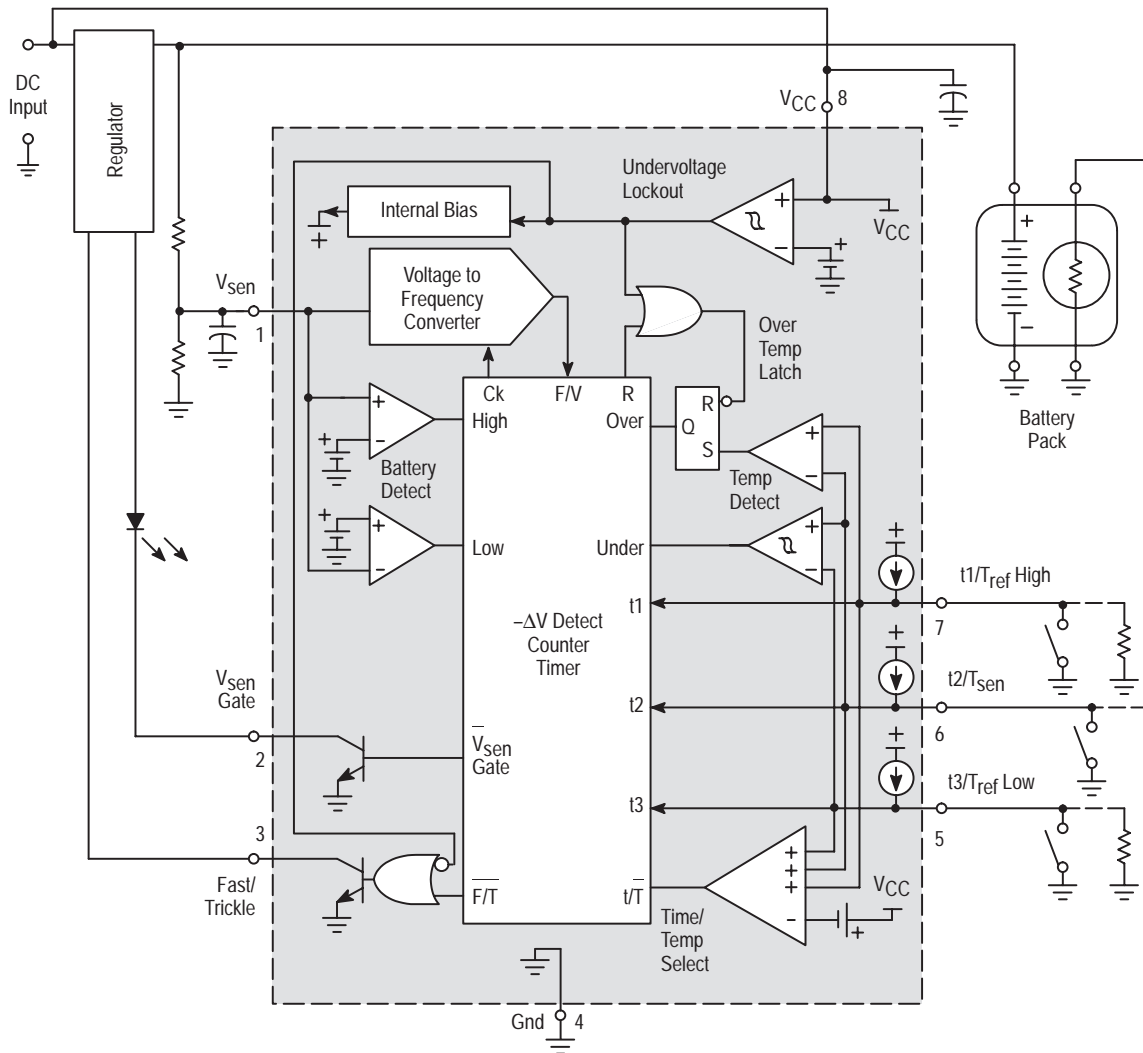 DC
Input
Regulator
VCC 8
Undervoltage
Lockout
Internal Bias
+
+
−
+
VCC
Voltage to
Frequency
Converter
Vsen
1
Over
Temp
Latch
+
−
Battery
Pack
Ck F/V R
High
Over
Q
R
S
+
−
+
Battery
Detect
Temp
Detect
+
−
+
+
−
Low
Under
+
−
−ΔV Detect
Counter
Timer
t1
+
t1/Tref High
7
t2
+
t2/Tsen
6
Vsen
Gate
2
V̅sen
Gate
t3
+
t3/Tref Low
5
3
Fast/
Trickle
F̅/̅T̅
t/T̅
+
+
+
−
+
VCC
Time/
Temp
Select
Gnd 4